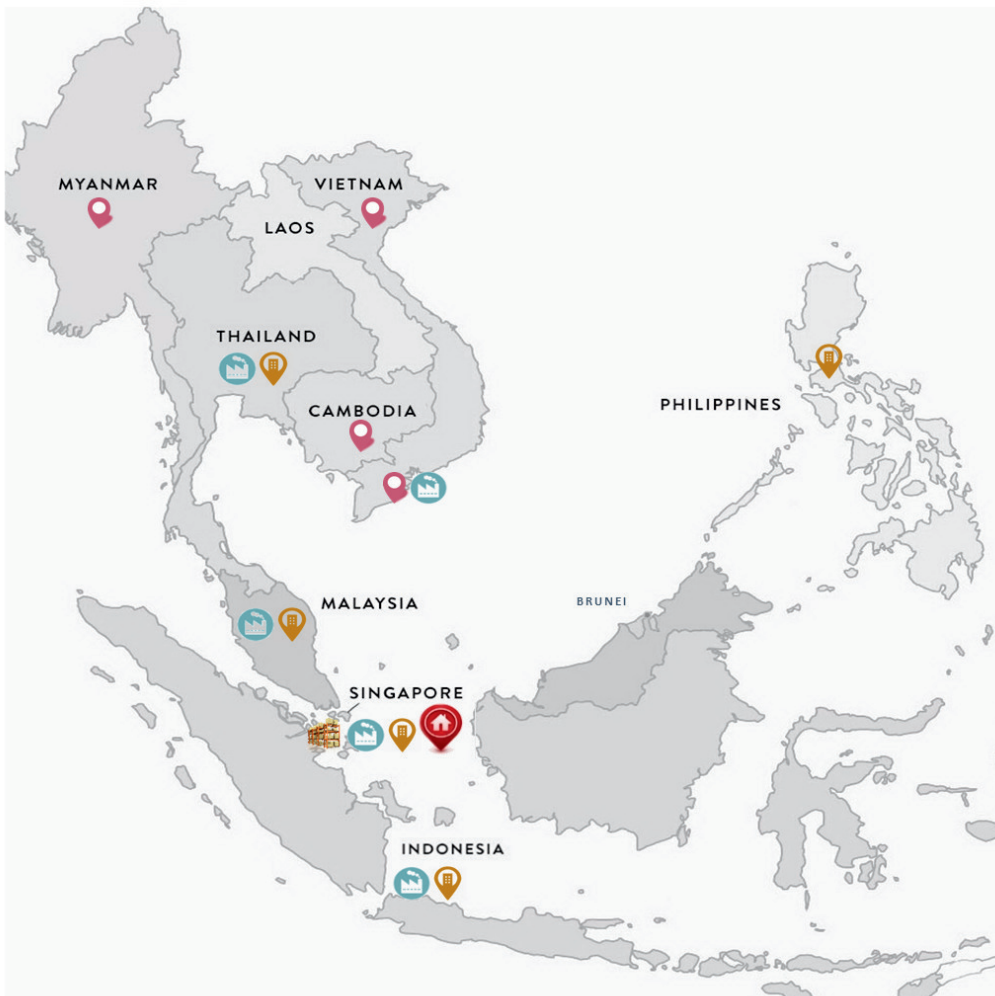 MYANMAR
VIETNAM
LAOS
THAILAND
CAMBODIA
PHILIPPINES
MALAYSIA
BRUNEI
SINGAPORE
INDONESIA